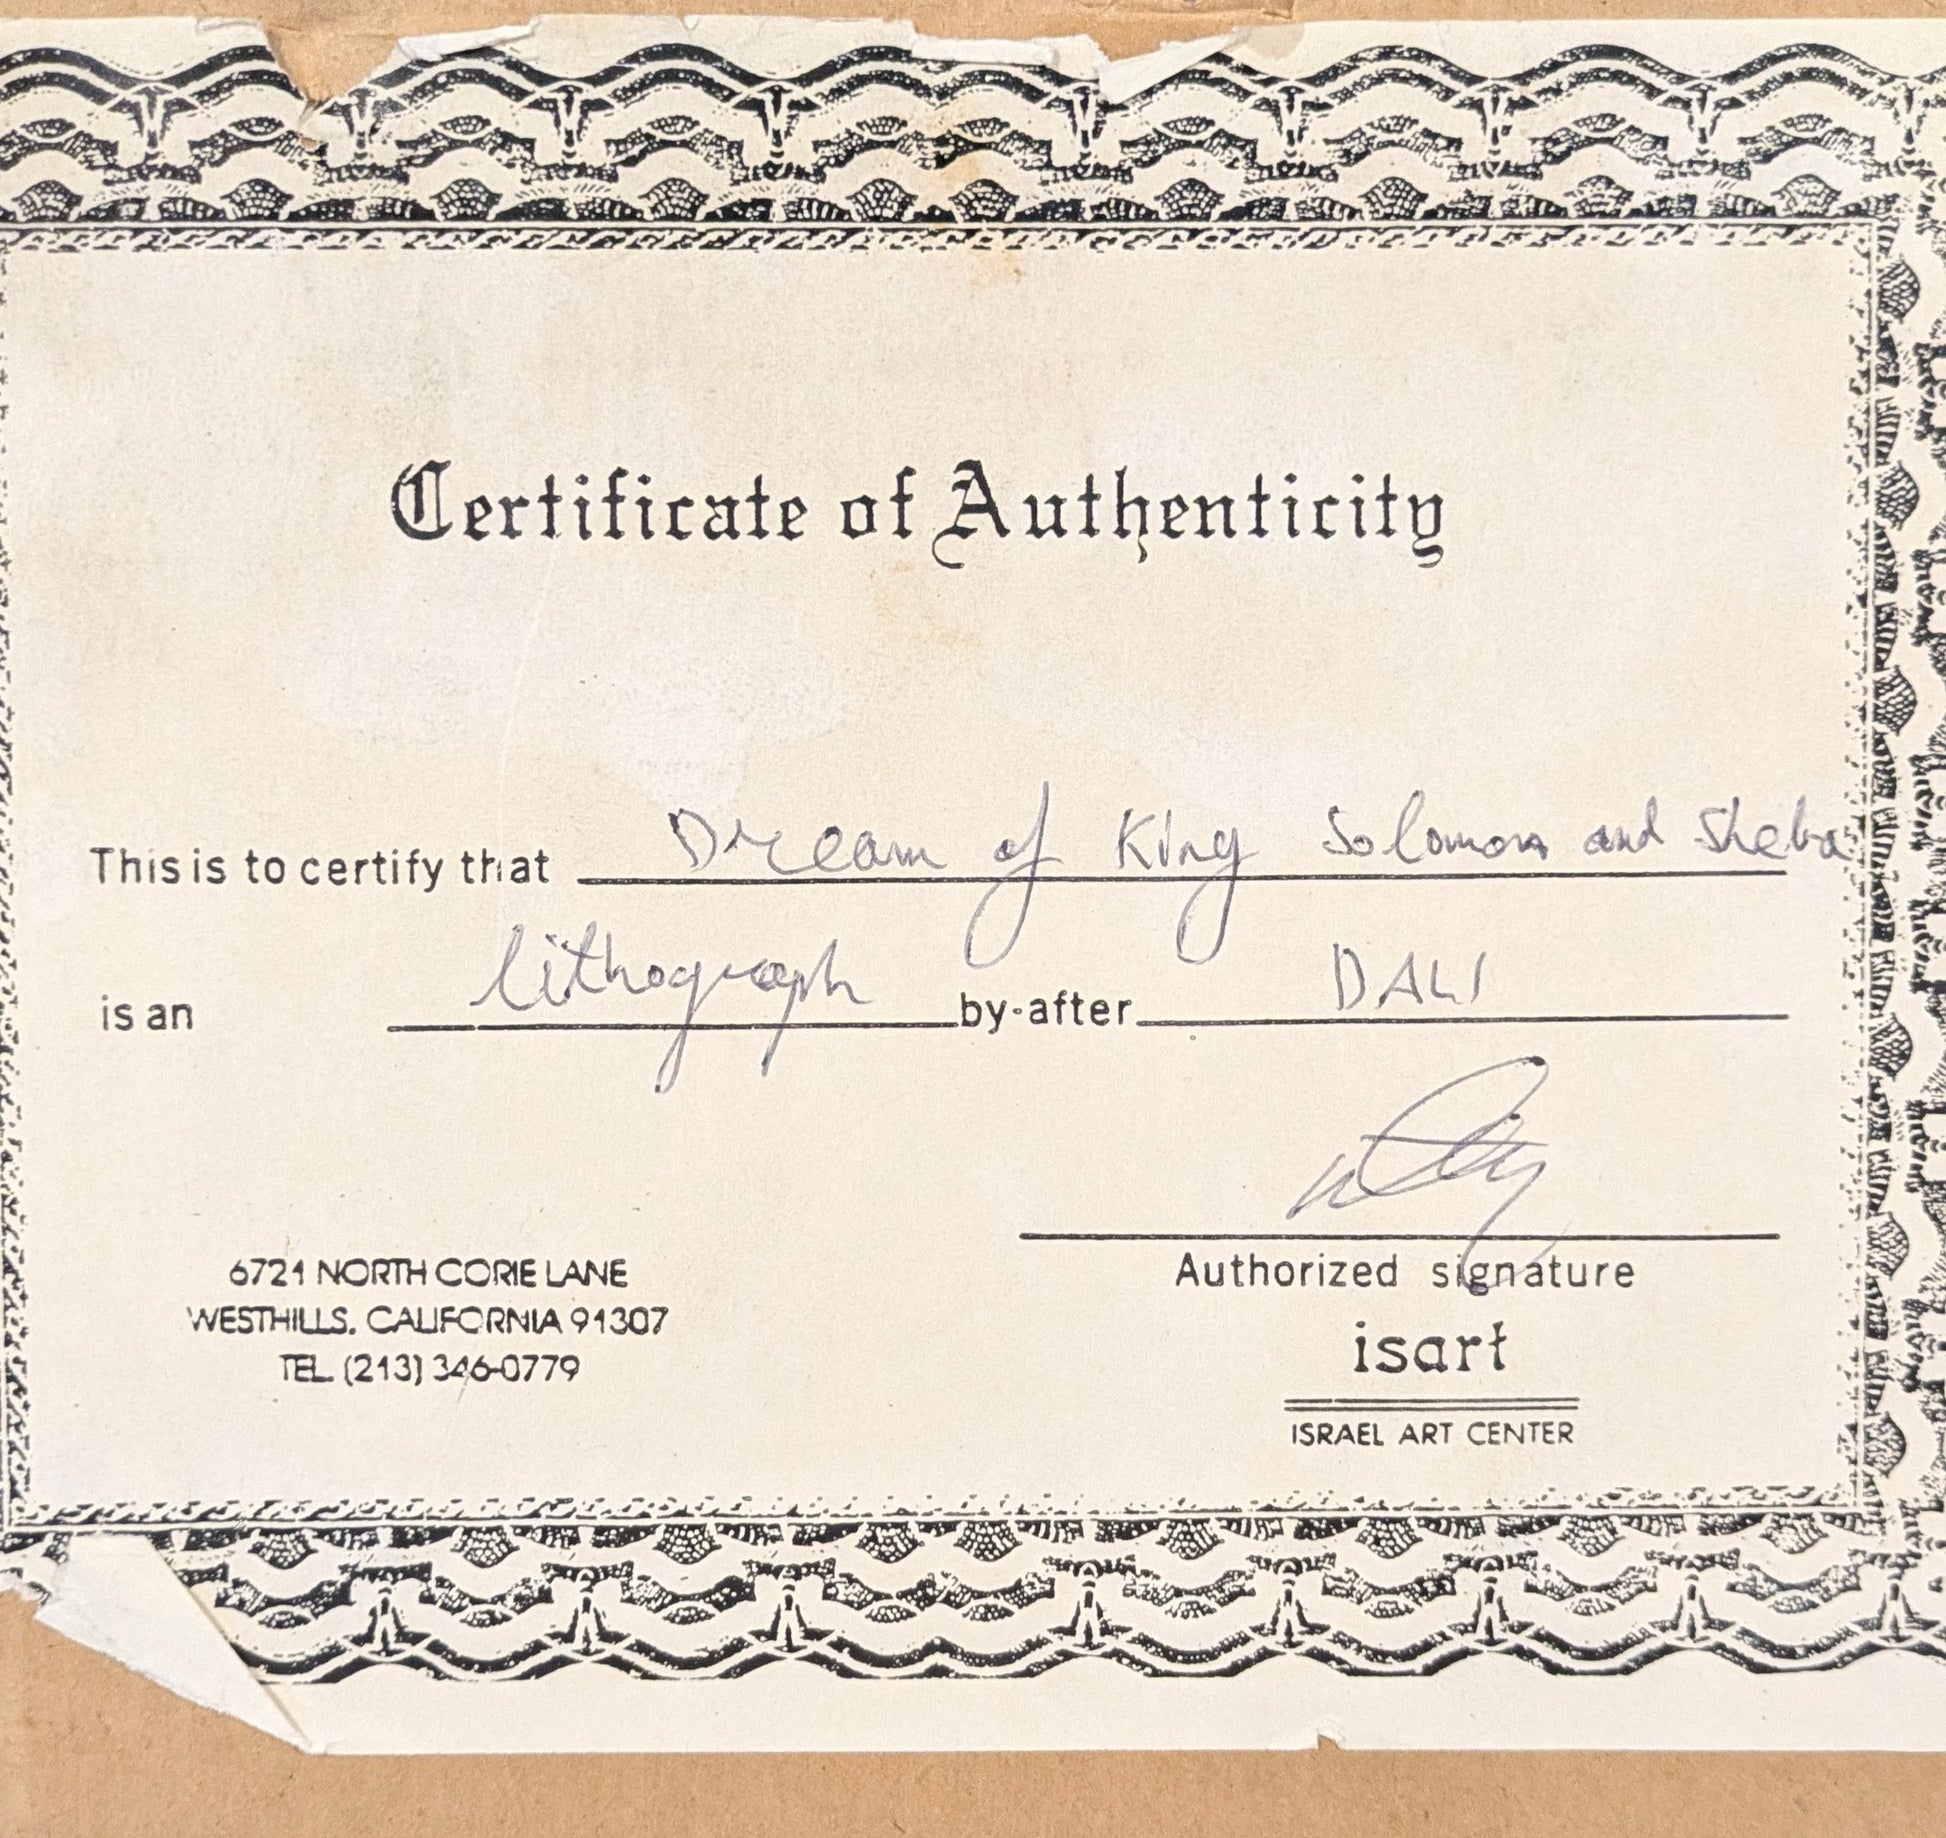 Certificate of Authenticity
This is to certify that Dream of King Solomon and Sheba
is an lithograph by-after DALI
Authorized signature
isart
ISRAEL ART CENTER
6721 NORTH CORIE LANE
WESTHILLS, CALIFORNIA 91307
TEL. (213) 346-0779